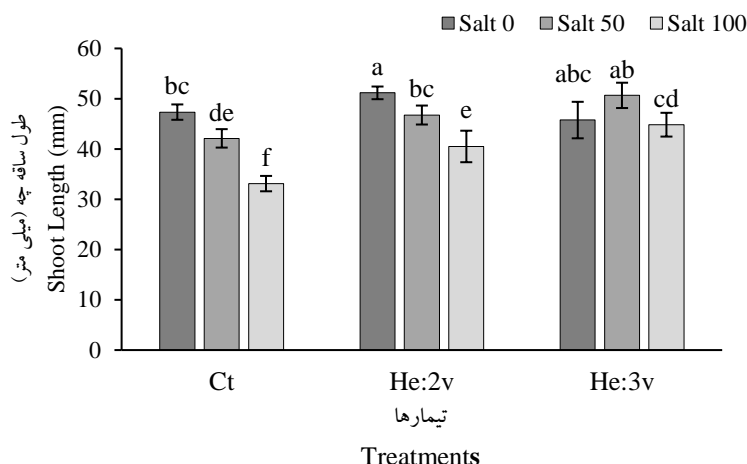 Salt 0 Salt 50 Salt 100
60
50
40
30
20
10
0
طول ساقه چه (میلی متر)
Shoot Length (mm)
bc de f a bc e abc ab cd
Ct He:2v He:3v
تیمارها
Treatments